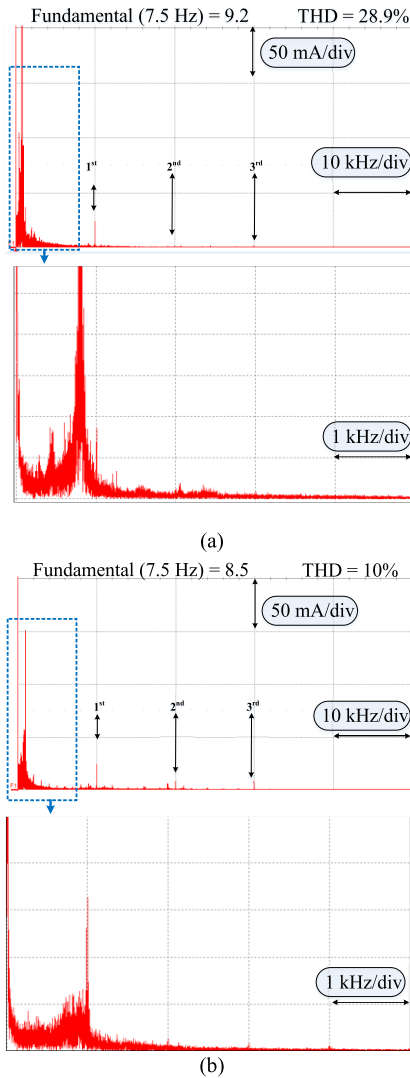 Fundamental (7.5 Hz) = 9.2 THD = 28.9%
50 mA/div
1st 2nd 3rd
10 kHz/div
1 kHz/div
(a)
Fundamental (7.5 Hz) = 8.5 THD = 10%
50 mA/div
1st 2nd 3rd
10 kHz/div
1 kHz/div
(b)